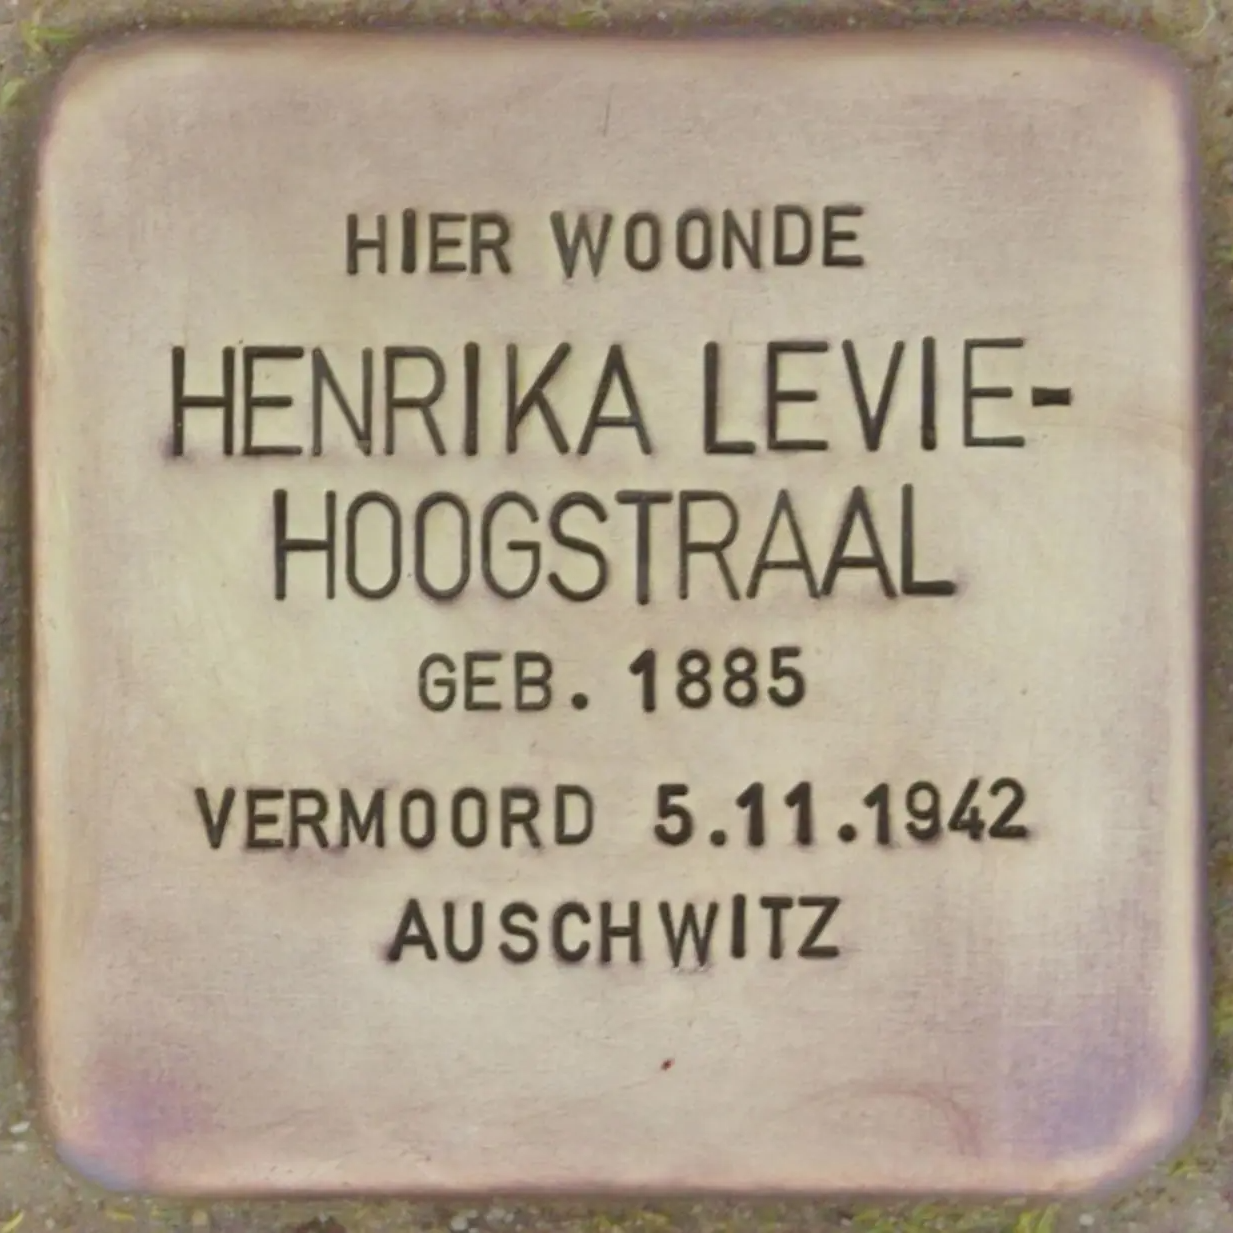 HIER WOONDE
HENRIKA LEVIE-
HOOGSTRAAL
GEB. 1885
VERMOORD 5.11.1942
AUSCHWITZ